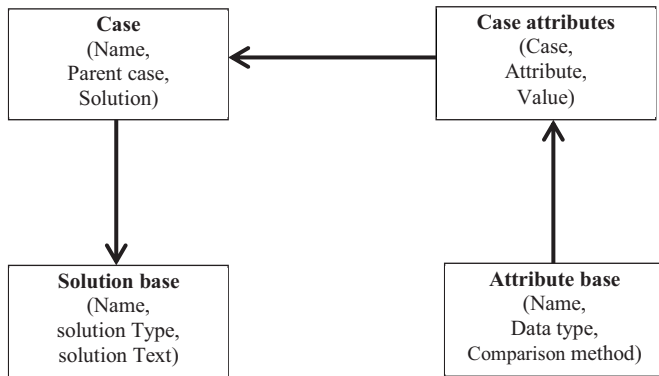 Case
(Name,
Parent case,
Solution)
Case attributes
(Case,
Attribute,
Value)
Solution base
(Name,
solution Type,
solution Text)
Attribute base
(Name,
Data type,
Comparison method)